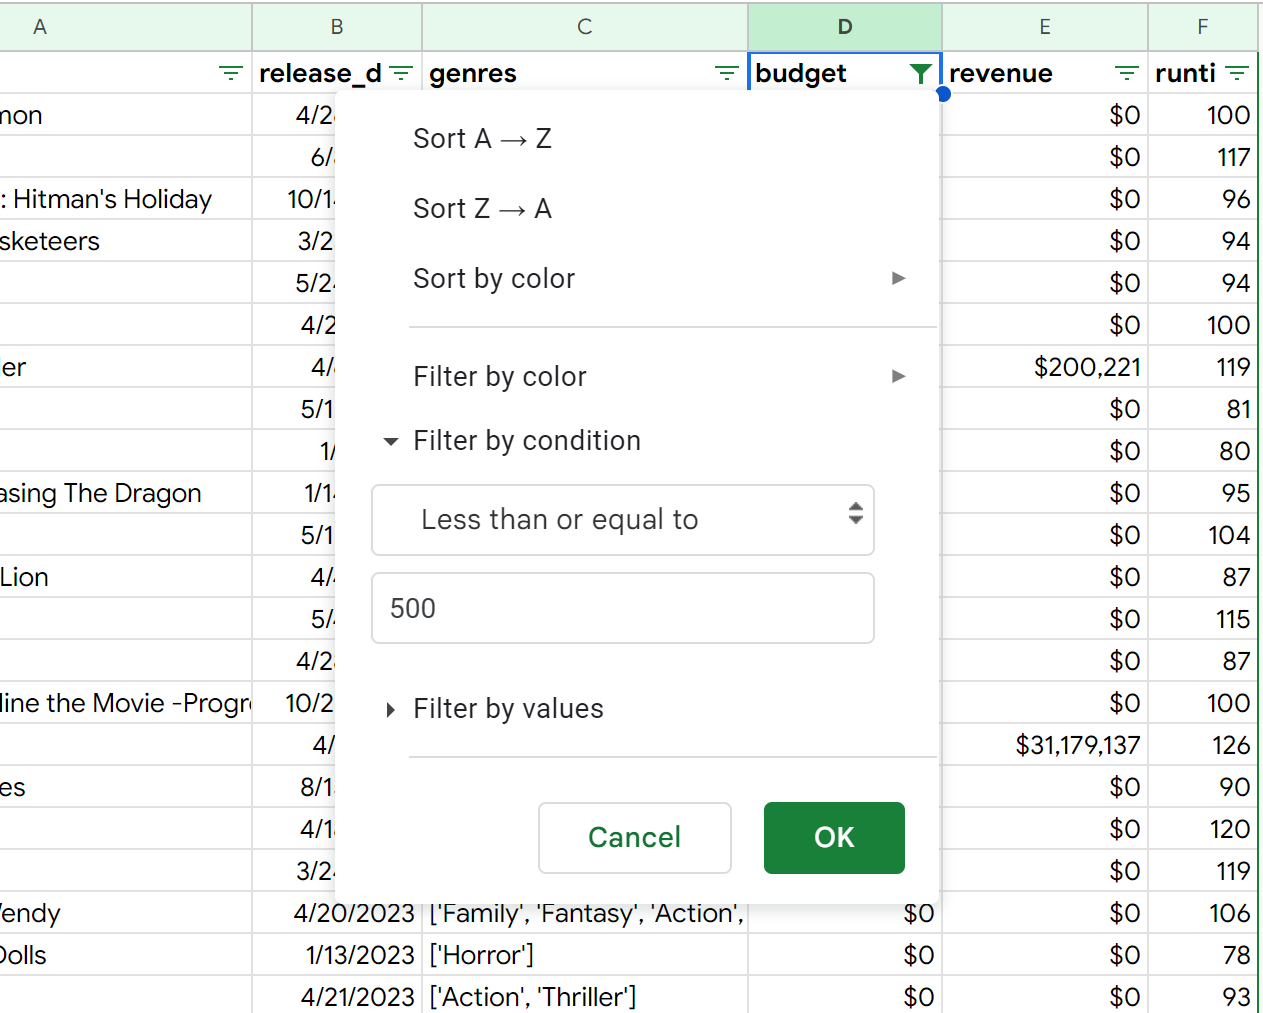 A B C D E F
release_d genres budget revenue runti
mon 4/2 $0 100
6/ $0 117
: Hitman's Holiday 10/1 $0 96
sketeers 3/2 $0 94
5/2 $0 94
4/2 $0 100
er 4/ $200,221 119
5/1 $0 81
1/ $0 80
asing The Dragon 1/1 $0 95
5/1 $0 104
Lion 4/ $0 87
5/ $0 115
4/2 $0 87
line the Movie -Progr 10/2 $0 100
4/ $31,179,137 126
es 8/1 $0 90
4/1 $0 120
3/2 $0 119
endy 4/20/2023 ['Family', 'Fantasy', 'Action', $0 $0 106
Dolls 1/13/2023 ['Horror'] $0 $0 78
4/21/2023 ['Action', 'Thriller'] $0 $0 93
Sort A → Z
Sort Z → A
Sort by color
Filter by color
Filter by condition
Less than or equal to
500
Filter by values
Cancel OK